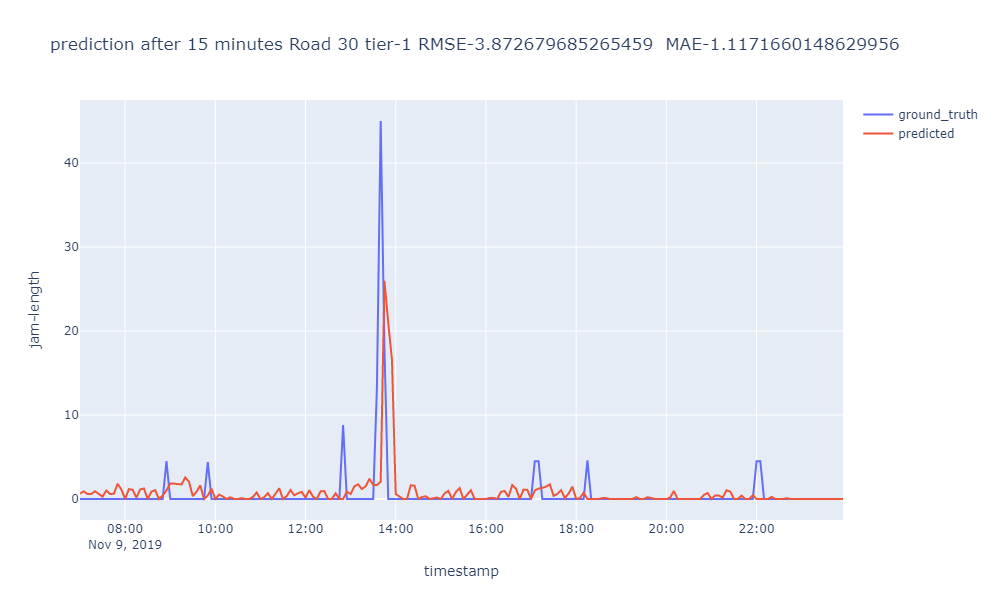 prediction after 15 minutes Road 30 tier-1 RMSE-3.872679685265459  MAE-1.1171660148629956
ground_truth
predicted
40
30
20
10
0
jam-length
08:00 10:00 12:00 14:00 16:00 18:00 20:00 22:00
Nov 9, 2019
timestamp